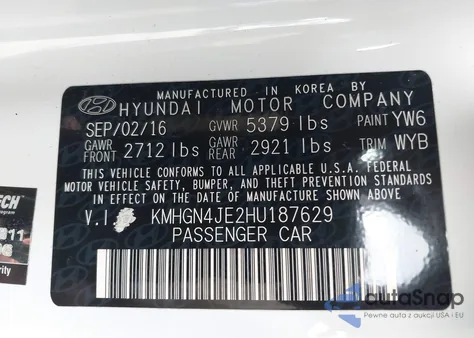 MANUFACTURED IN KOREA BY
HYUNDAI MOTOR COMPANY
SEP/02/16 GVWR 5379 lbs PAINT YW6
GAWR FRONT 2712 lbs GAWR REAR 2921 lbs TRIM WYB
THIS VEHICLE CONFORMS TO ALL APPLICABLE U.S.A. FEDERAL
MOTOR VEHICLE SAFETY, BUMPER, AND THEFT PREVENTION
STANDARDS IN EFFECT ON THE DATE OF MANUFACTURE SHOWN ABOVE.
V.I KMHGN4JE2HU187629
PASSENGER CAR
TECH
11
autaSnap
Pewne auta z aukcji USA i EU